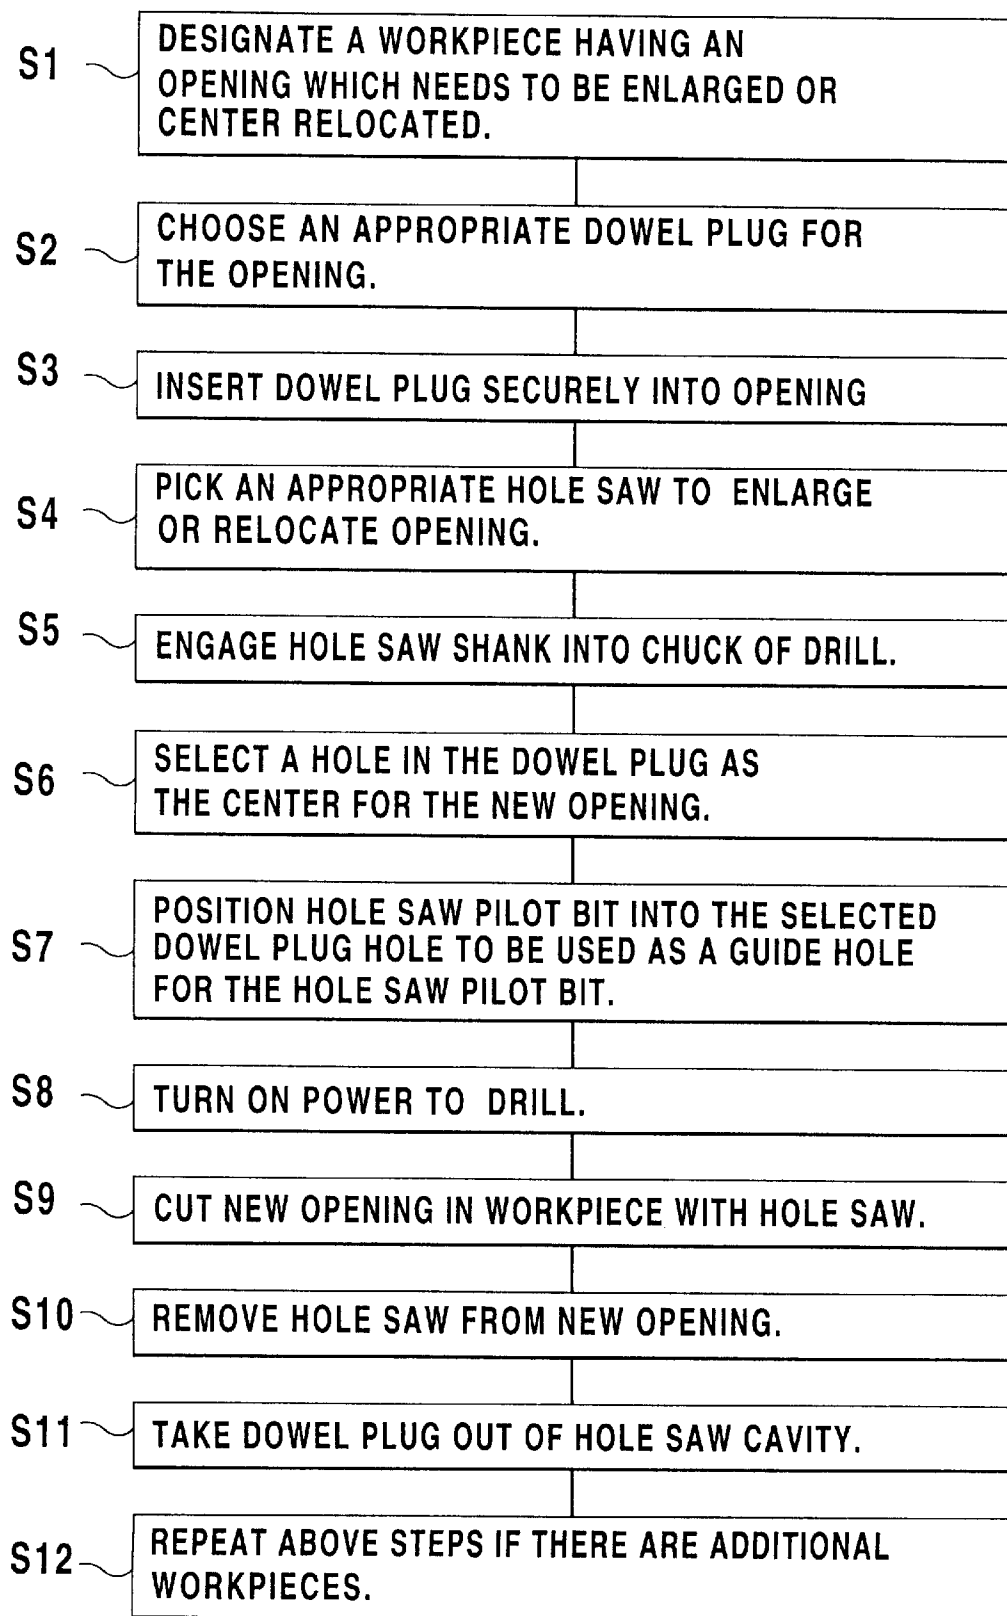 S1 DESIGNATE A WORKPIECE HAVING AN
OPENING WHICH NEEDS TO BE ENLARGED OR
CENTER RELOCATED.
S2 CHOOSE AN APPROPRIATE DOWEL PLUG FOR
THE OPENING.
S3 INSERT DOWEL PLUG SECURELY INTO OPENING
S4 PICK AN APPROPRIATE HOLE SAW TO ENLARGE
OR RELOCATE OPENING.
S5 ENGAGE HOLE SAW SHANK INTO CHUCK OF DRILL.
S6 SELECT A HOLE IN THE DOWEL PLUG AS
THE CENTER FOR THE NEW OPENING.
S7 POSITION HOLE SAW PILOT BIT INTO THE SELECTED
DOWEL PLUG HOLE TO BE USED AS A GUIDE HOLE
FOR THE HOLE SAW PILOT BIT.
S8 TURN ON POWER TO DRILL.
S9 CUT NEW OPENING IN WORKPIECE WITH HOLE SAW.
S10 REMOVE HOLE SAW FROM NEW OPENING.
S11 TAKE DOWEL PLUG OUT OF HOLE SAW CAVITY.
S12 REPEAT ABOVE STEPS IF THERE ARE ADDITIONAL
WORKPIECES.